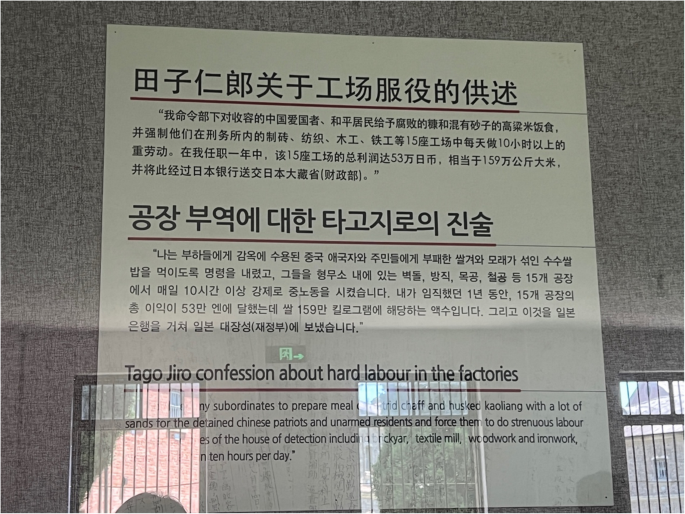 田子仁郎关于工场服役的供述
“我命令部下对收容的中国爱国者、和平居民给予腐败的糠和混有砂子的高粱米饭食，
并强制他们在刑务所内的制砖、纺织、木工、铁工等15座工场中每天做10小时以上的
重劳动。在我任职一年中，该15座工场的总利润达53万日币，相当于159万公斤大米，
并将此经过日本银行送交日本大藏省(财政部)。”
공장 부역에 대한 타고지로의 진술
“나는 부하들에게 감옥에 수용된 중국 애국자와 주민들에게 부패한 쌀겨와 모래가 섞인 수수쌀
밥을 먹이도록 명령을 내렸고, 그들을 형무소 내에 있는 벽돌, 방직, 목공, 철공 등 15개 공장
에서 매일 10시간 이상 강제로 중노동을 시켰습니다. 내가 임직했던 1년 동안, 15개 공장의
총 이익이 53만 엔에 달했는데 쌀 159만 킬로그램에 해당하는 액수입니다. 그리고 이것을 일본
은행을 거쳐 일본 대장성(재정부)에 보냈습니다.”
Tago Jiro confession about hard labour in the factories
my subordinates to prepare meal chaff and husked kaoliang with a lot of
sands for the detained chinese patriots and unarmed residents and force them to do strenuous labour
of the house of detection textile mill, woodwork and ironwork,
ten hours per day.”